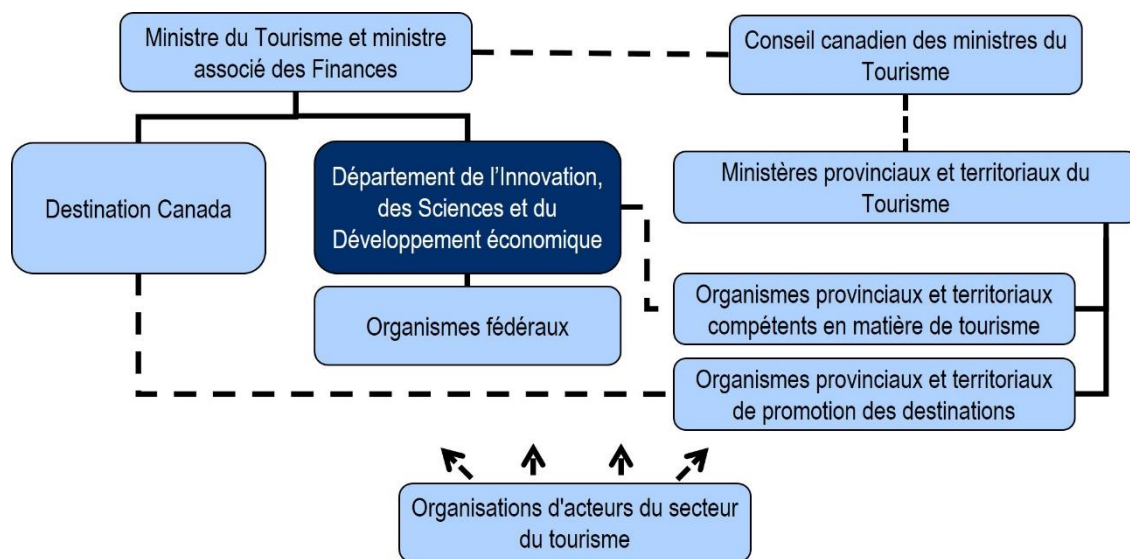 Ministre du Tourisme et ministre
associé des Finances
Conseil canadien des ministres du
Tourisme
Destination Canada
Département de l’Innovation,
des Sciences et du
Développement économique
Ministères provinciaux et territoriaux du
Tourisme
Organismes fédéraux
Organismes provinciaux et territoriaux
compétents en matière de tourisme
Organismes provinciaux et territoriaux
de promotion des destinations
Organisations d'acteurs du secteur
du tourisme